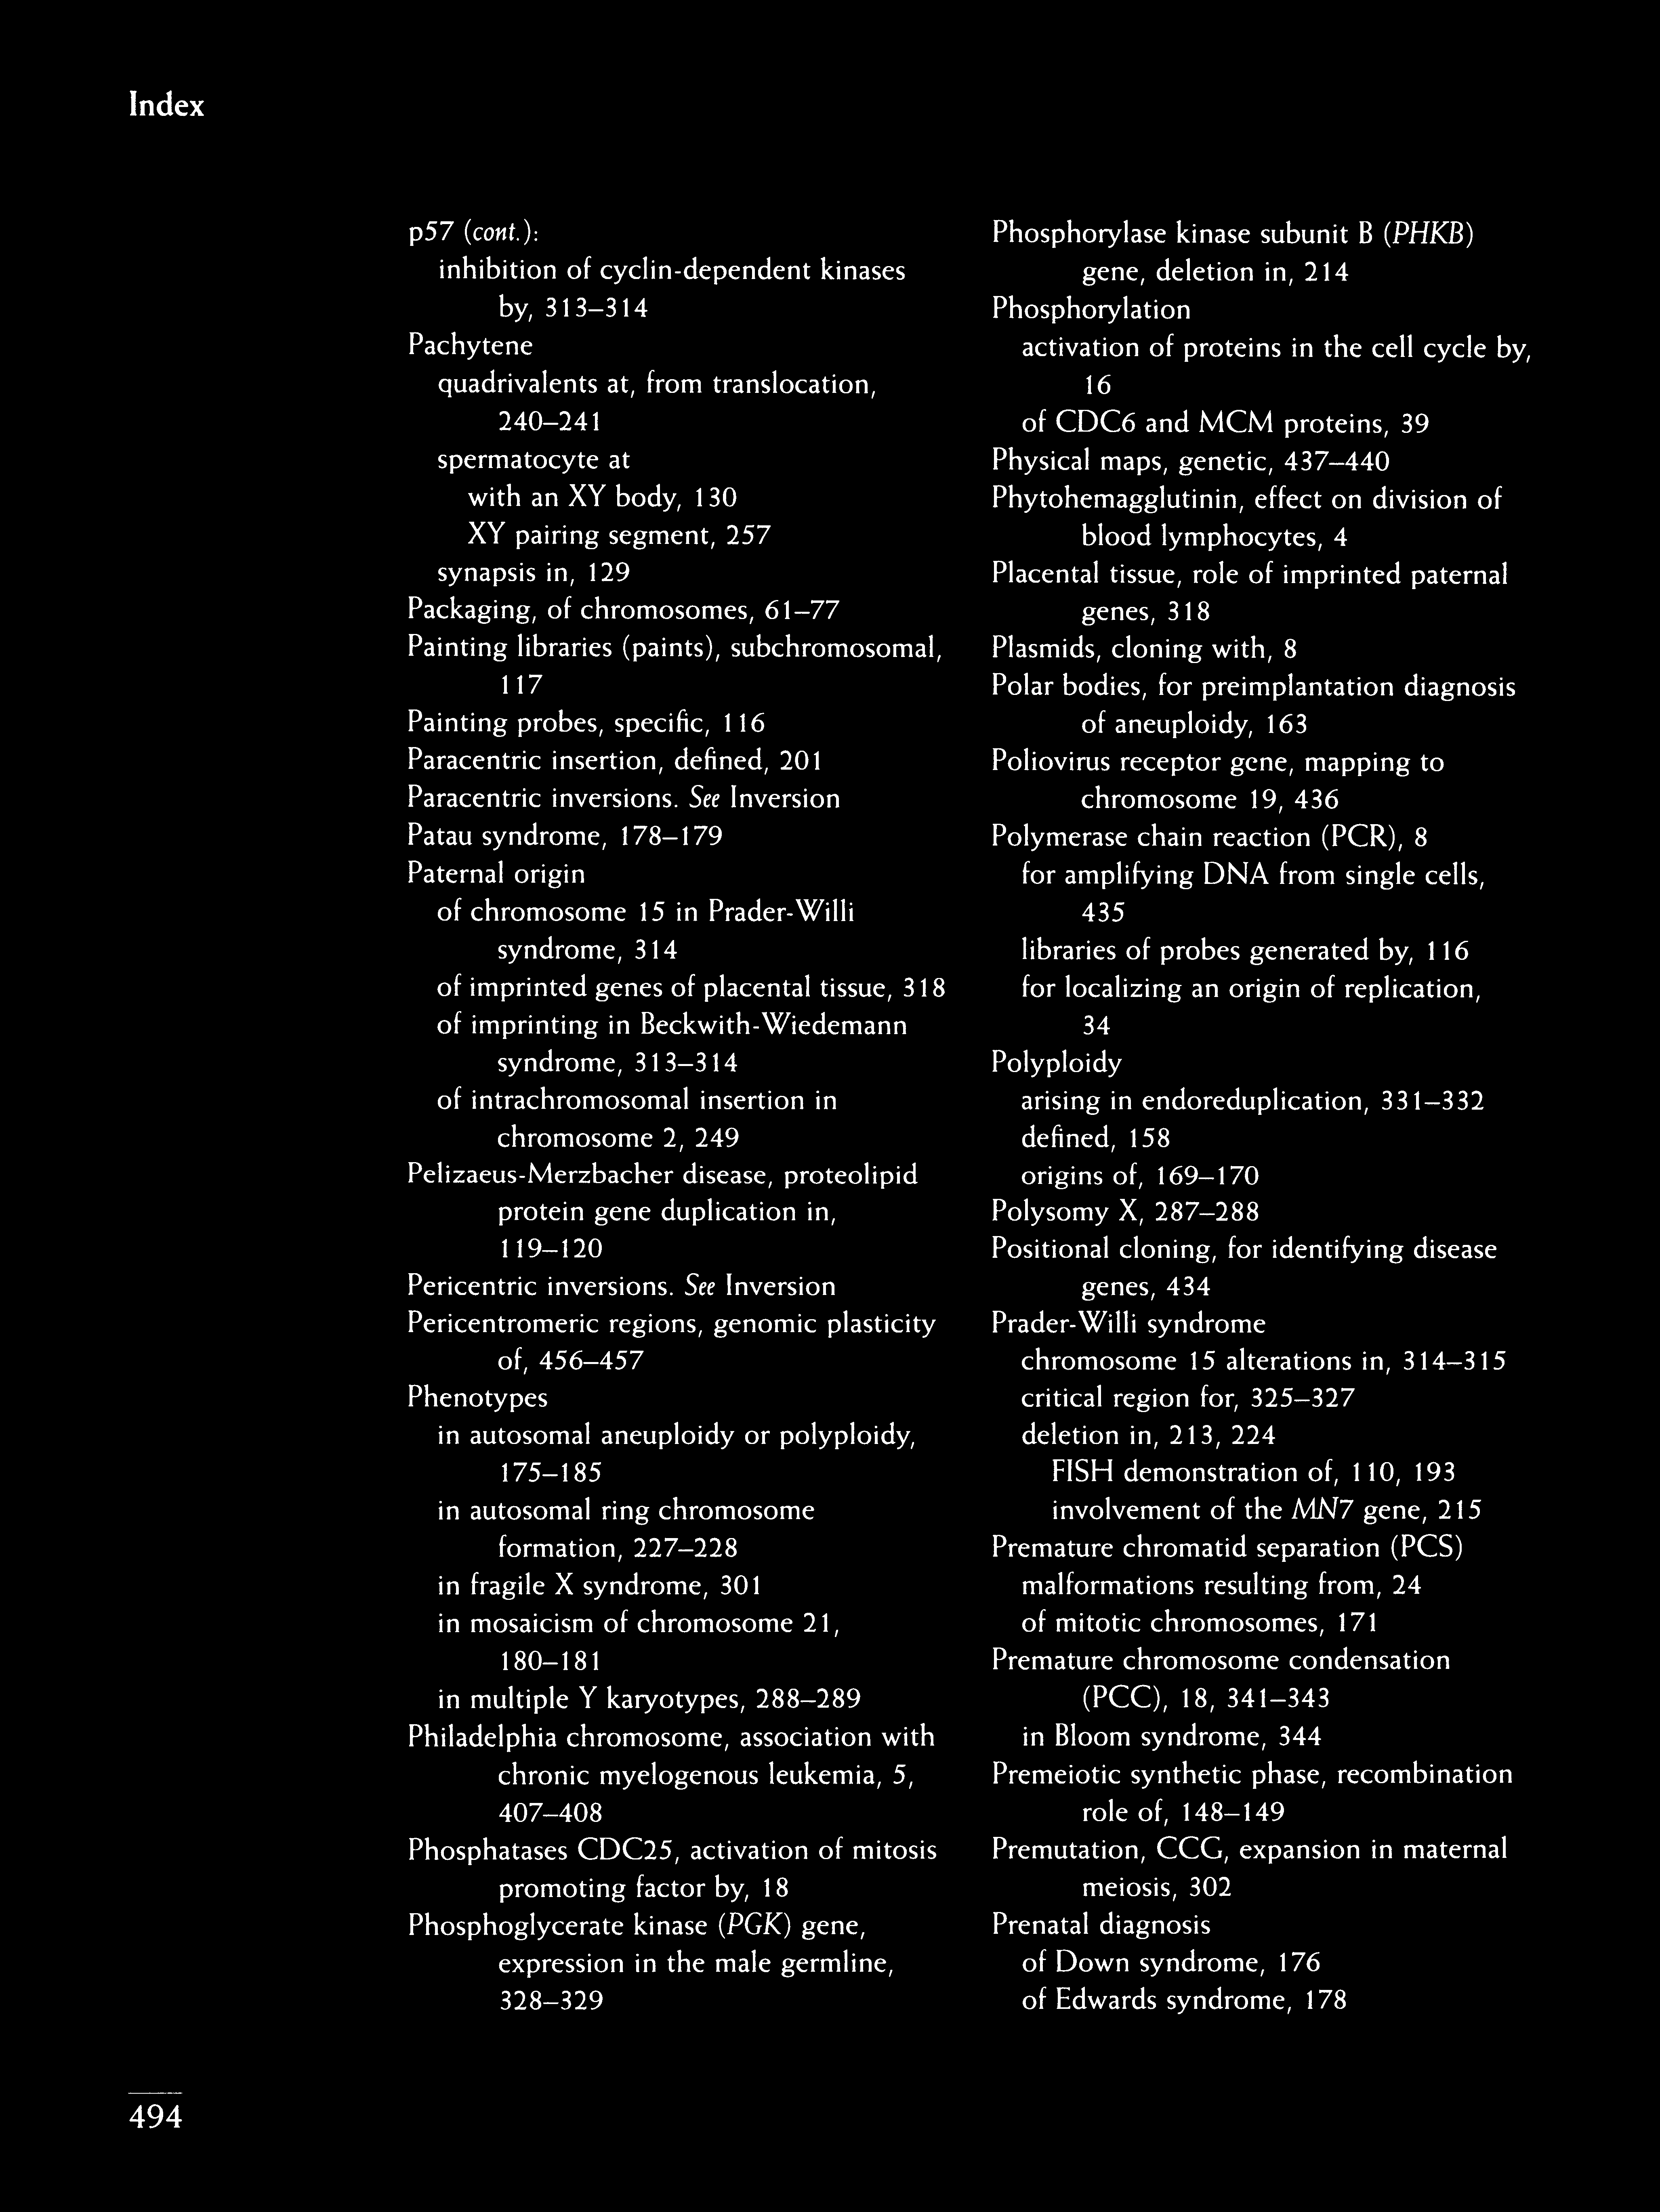 Index
p57 (cont.):
inhibition of cyclin-dependent kinases
by, 313–314
Pachytene
quadrivalents at, from translocation,
240–241
spermatocyte at
with an XY body, 130
XY pairing segment, 257
synapsis in, 129
Packaging, of chromosomes, 61–77
Painting libraries (paints), subchromosomal,
117
Painting probes, specific, 116
Paracentric insertion, defined, 201
Paracentric inversions. See Inversion
Patau syndrome, 178–179
Paternal origin
of chromosome 15 in Prader-Willi
syndrome, 314
of imprinted genes of placental tissue, 318
of imprinting in Beckwith-Wiedemann
syndrome, 313–314
of intrachromosomal insertion in
chromosome 2, 249
Pelizaeus-Merzbacher disease, proteolipid
protein gene duplication in,
119–120
Pericentric inversions. See Inversion
Pericentromeric regions, genomic plasticity
of, 456–457
Phenotypes
in autosomal aneuploidy or polyploidy,
175–185
in autosomal ring chromosome
formation, 227–228
in fragile X syndrome, 301
in mosaicism of chromosome 21,
180–181
in multiple Y karyotypes, 288–289
Philadelphia chromosome, association with
chronic myelogenous leukemia, 5,
407–408
Phosphatases CDC25, activation of mitosis
promoting factor by, 18
Phosphoglycerate kinase (PGK) gene,
expression in the male germline,
328–329
Phosphorylase kinase subunit B (PHKB)
gene, deletion in, 214
Phosphorylation
activation of proteins in the cell cycle by,
16
of CDC6 and MCM proteins, 39
Physical maps, genetic, 437–440
Phytohemagglutinin, effect on division of
blood lymphocytes, 4
Placental tissue, role of imprinted paternal
genes, 318
Plasmids, cloning with, 8
Polar bodies, for preimplantation diagnosis
of aneuploidy, 163
Poliovirus receptor gene, mapping to
chromosome 19, 436
Polymerase chain reaction (PCR), 8
for amplifying DNA from single cells,
435
libraries of probes generated by, 116
for localizing an origin of replication,
34
Polyploidy
arising in endoreduplication, 331–332
defined, 158
origins of, 169–170
Polysomy X, 287–288
Positional cloning, for identifying disease
genes, 434
Prader-Willi syndrome
chromosome 15 alterations in, 314–315
critical region for, 325–327
deletion in, 213, 224
FISH demonstration of, 110, 193
involvement of the MN7 gene, 215
Premature chromatid separation (PCS)
malformations resulting from, 24
of mitotic chromosomes, 171
Premature chromosome condensation
(PCC), 18, 341–343
in Bloom syndrome, 344
Premeiotic synthetic phase, recombination
role of, 148–149
Premutation, CCG, expansion in maternal
meiosis, 302
Prenatal diagnosis
of Down syndrome, 176
of Edwards syndrome, 178
494